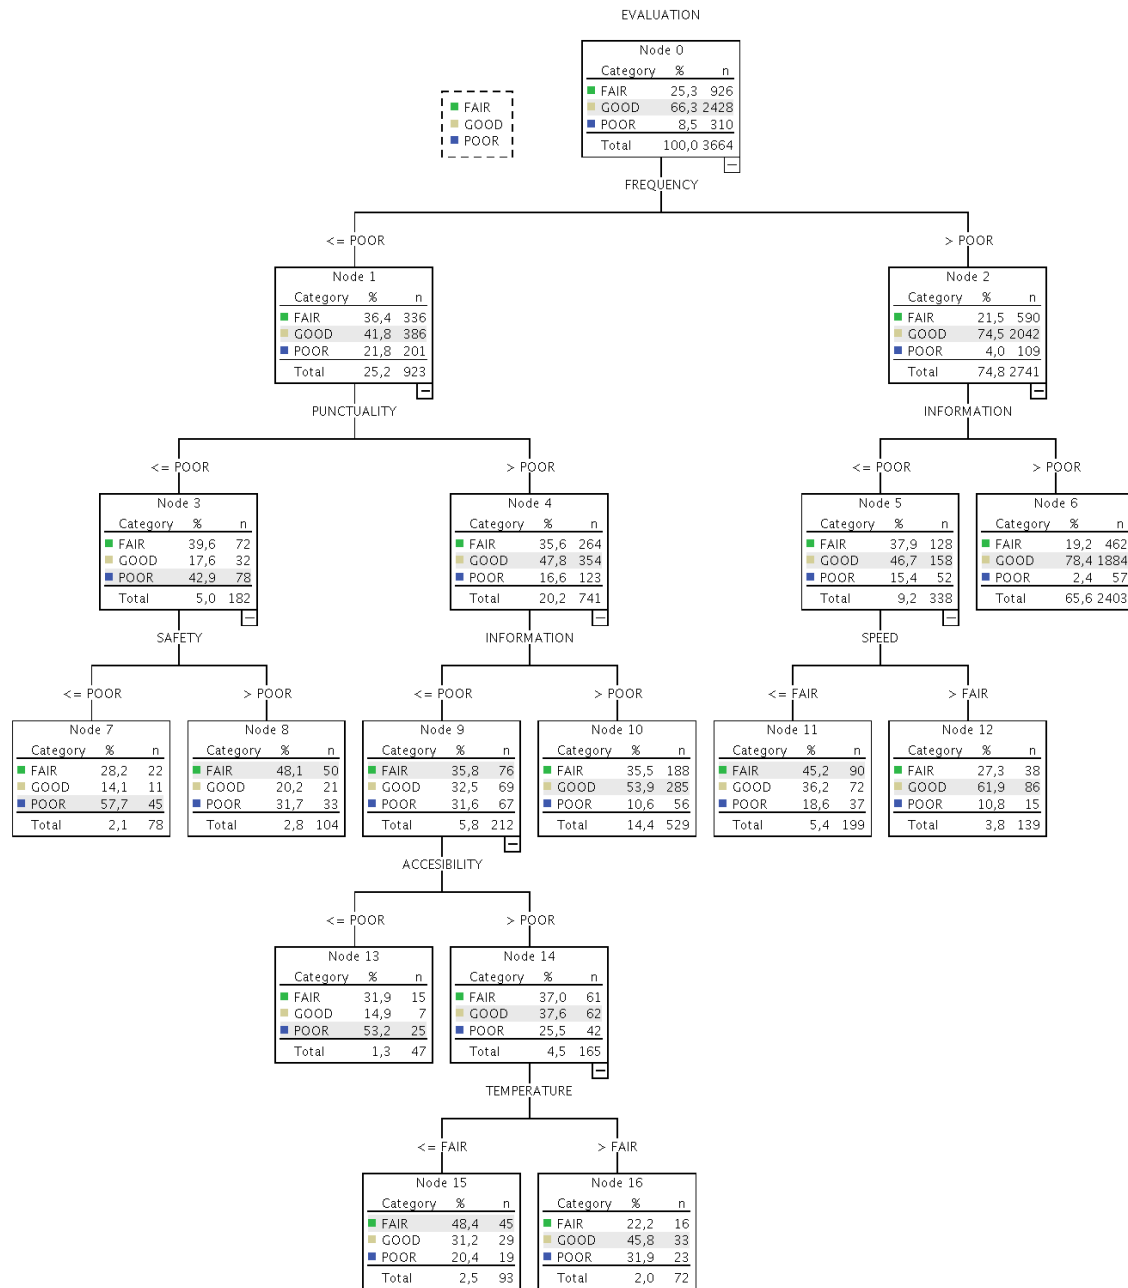 EVALUATION
Node 0
Category % n
FAIR 25,3 926
GOOD 66,3 2428
POOR 8,5 310
Total 100,0 3664
FAIR
GOOD
POOR
FREQUENCY
<= POOR
> POOR
Node 1
Category % n
FAIR 36,4 336
GOOD 41,8 386
POOR 21,8 201
Total 25,2 923
Node 2
Category % n
FAIR 21,5 590
GOOD 74,5 2042
POOR 4,0 109
Total 74,8 2741
PUNCTUALITY
INFORMATION
<= POOR
> POOR
<= POOR
> POOR
Node 3
Category % n
FAIR 39,6 72
GOOD 17,6 32
POOR 42,9 78
Total 5,0 182
Node 4
Category % n
FAIR 35,6 264
GOOD 47,8 354
POOR 16,6 123
Total 20,2 741
Node 5
Category % n
FAIR 37,9 128
GOOD 46,7 158
POOR 15,4 52
Total 9,2 338
Node 6
Category % n
FAIR 19,2 462
GOOD 78,4 1884
POOR 2,4 57
Total 65,6 2403
SAFETY
INFORMATION
SPEED
<= POOR
> POOR
<= POOR
> POOR
<= FAIR
> FAIR
Node 7
Category % n
FAIR 28,2 22
GOOD 14,1 11
POOR 57,7 45
Total 2,1 78
Node 8
Category % n
FAIR 48,1 50
GOOD 20,2 21
POOR 31,7 33
Total 2,8 104
Node 9
Category % n
FAIR 35,8 76
GOOD 32,5 69
POOR 31,6 67
Total 5,8 212
Node 10
Category % n
FAIR 35,5 188
GOOD 53,9 285
POOR 10,6 56
Total 14,4 529
Node 11
Category % n
FAIR 45,2 90
GOOD 36,2 72
POOR 18,6 37
Total 5,4 199
Node 12
Category % n
FAIR 27,3 38
GOOD 61,9 86
POOR 10,8 15
Total 3,8 139
ACCESIBILITY
<= POOR
> POOR
Node 13
Category % n
FAIR 31,9 15
GOOD 14,9 7
POOR 53,2 25
Total 1,3 47
Node 14
Category % n
FAIR 37,0 61
GOOD 37,6 62
POOR 25,5 42
Total 4,5 165
TEMPERATURE
<= FAIR
> FAIR
Node 15
Category % n
FAIR 48,4 45
GOOD 31,2 29
POOR 20,4 19
Total 2,5 93
Node 16
Category % n
FAIR 22,2 16
GOOD 45,8 33
POOR 31,9 23
Total 2,0 72